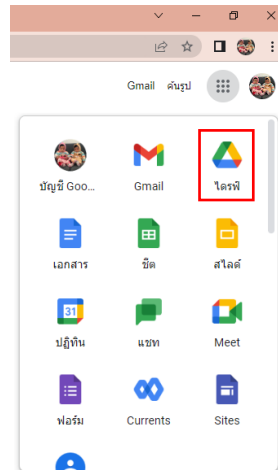 Gmail ค้นรูป
บัญชี Goo... Gmail ไดรฟ์
เอกสาร ชีต สไลด์
31
ปฏิทิน แชท Meet
ฟอร์ม Currents Sites